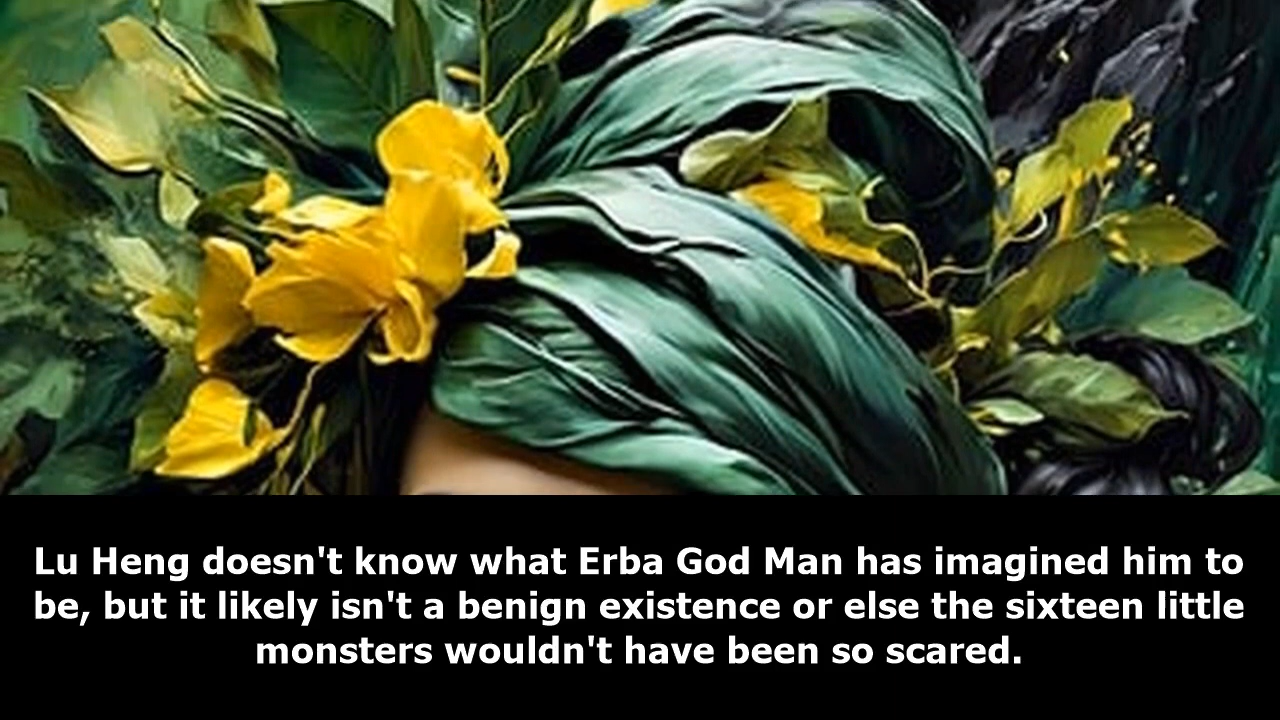 Lu Heng doesn't know what Erba God Man has imagined him to
be, but it likely isn't a benign existence or else the sixteen little
monsters wouldn't have been so scared.